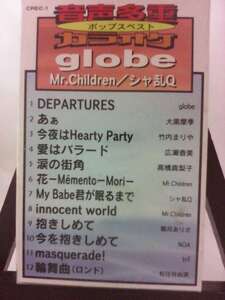 CREC-1
音声多重
ポップスベスト
カラオケ
globe
Mr.Children/シャ乱Q
1 DEPARTURES globe
2 あぁ 大黒摩季
3 今夜はHearty Party 竹内まりや
4 愛はバラード 広瀬香美
5 涙の街角 高橋真梨子
6 花－Mémento-Mori－ Mr.Children
7 My Babe君が眠るまで シャ乱Q
8 innocent world Mr.Children
9 抱きしめて
10 今を抱きしめて NOA
11 masquerade! trf
12 輪舞曲(ロンド)